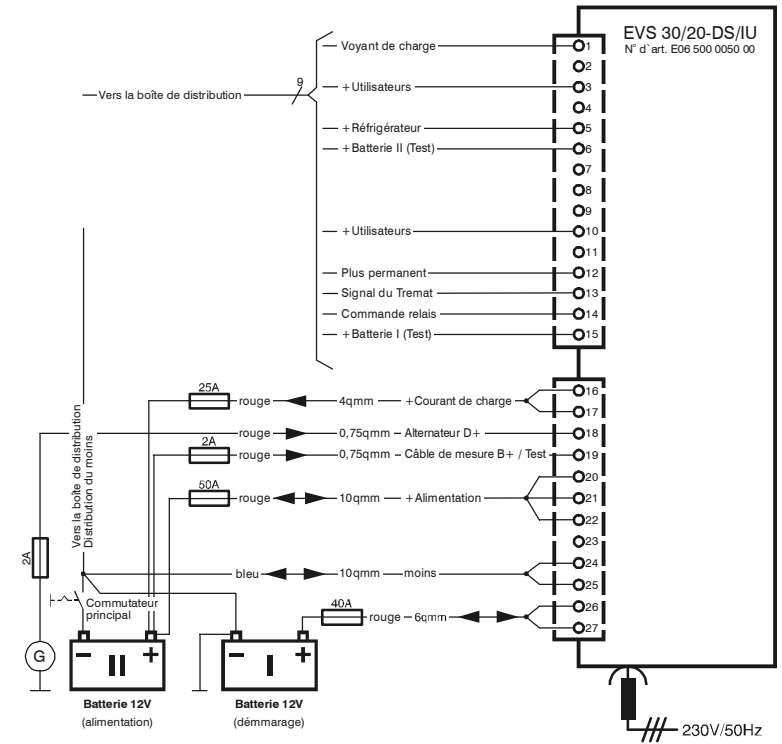 EVS 30/20-DS/IU
N° d`art. E06 500 0050 00
Voyant de charge 1
2
9
Vers la boîte de distribution
+Utilisateurs 3
4
+Réfrigérateur 5
+Batterie II (Test) 6
7
8
9
+Utilisateurs 10
11
Plus permanent 12
Signal du Tremat 13
Commande relais 14
+Batterie I (Test) 15
25A
rouge 4qmm +Courant de charge 16
17
rouge 0,75qmm Alternateur D+ 18
2A
rouge 0,75qmm Câble de mesure B+ / Test 19
20
50A
rouge 10qmm +Alimentation 21
22
23
Vers la boîte de distribution
Distribution du moins
2A
bleu 10qmm moins 24
25
Commutateur
principal
40A
rouge 6qmm 26
27
G
− II +
− I +
Batterie 12V
(alimentation)
Batterie 12V
(démmarage)
230V/50Hz